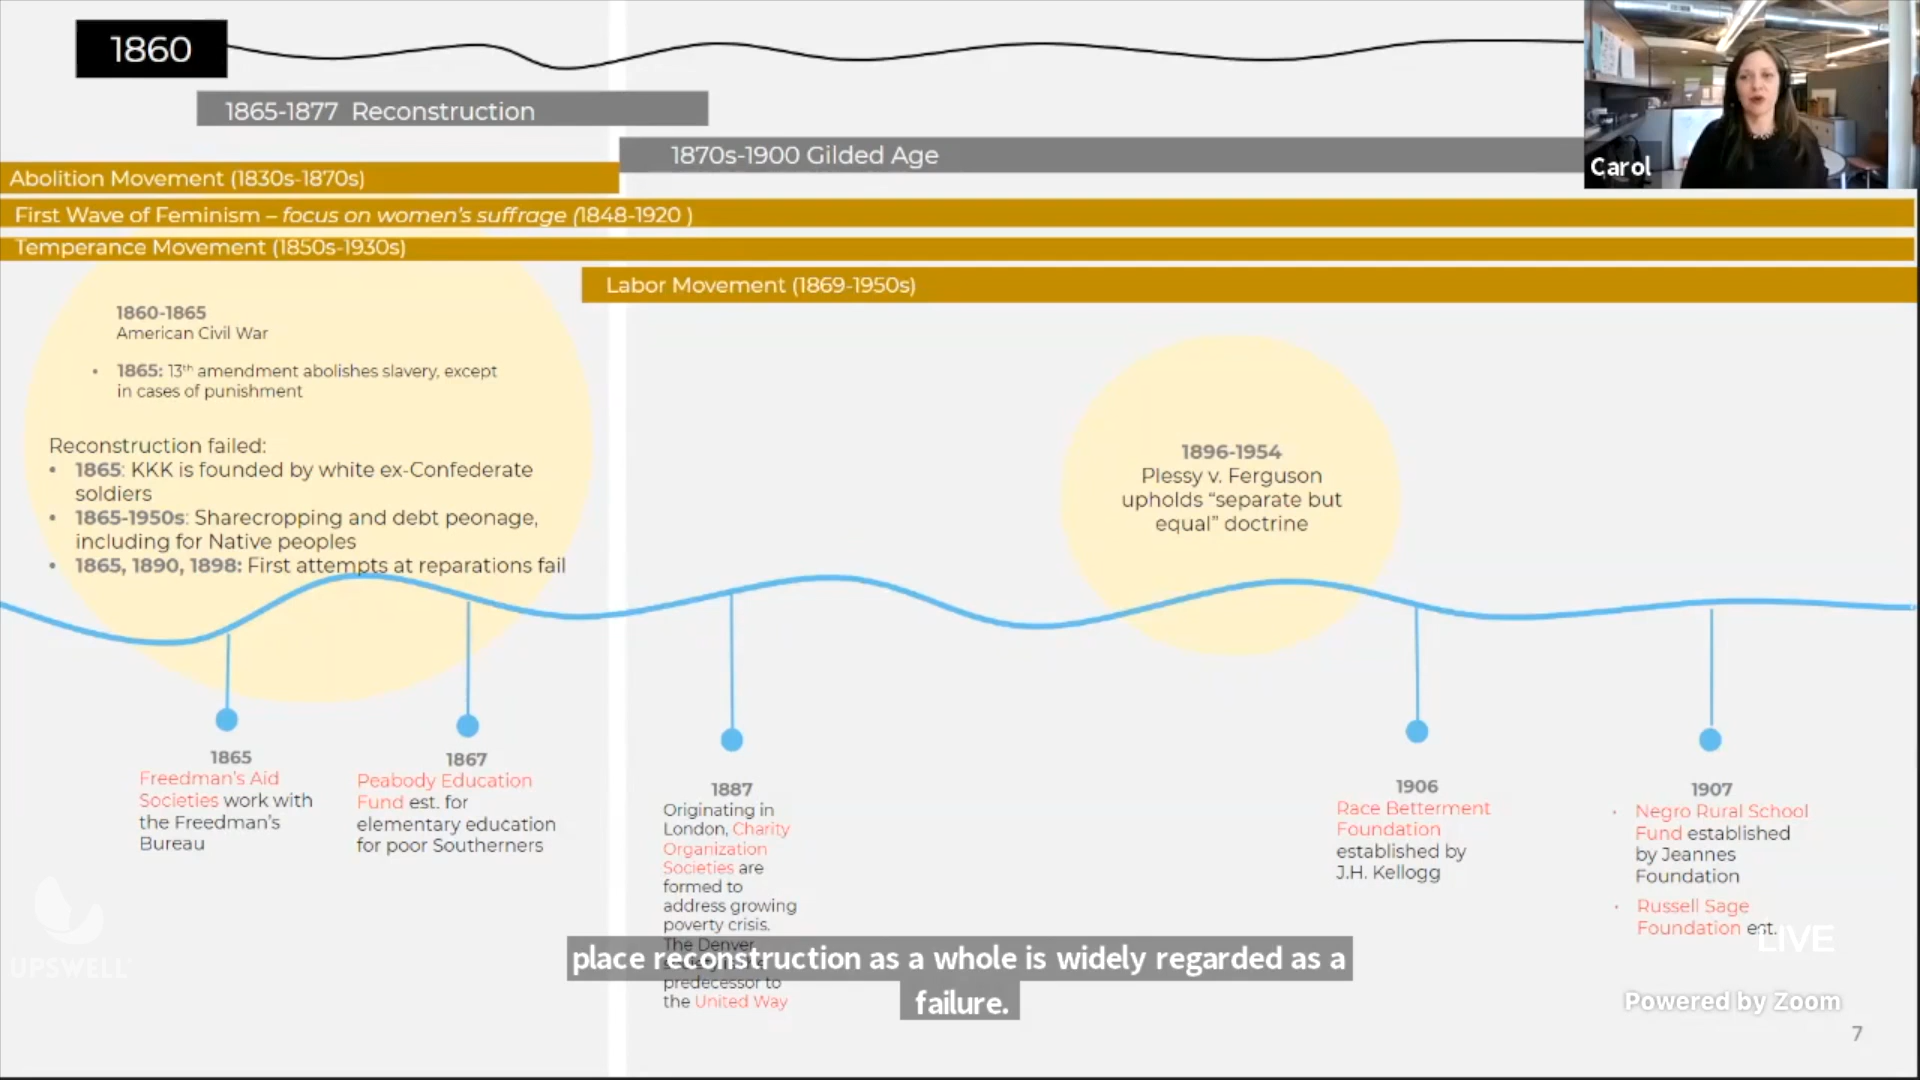 1860
1865-1877 Reconstruction
1870s-1900 Gilded Age
Carol
Abolition Movement (1830s-1870s)
First Wave of Feminism – focus on women's suffrage (1848-1920 )
Temperance Movement (1850s-1930s)
Labor Movement (1869-1950s)
1860-1865
American Civil War
• 1865: 13th amendment abolishes slavery, except
in cases of punishment
Reconstruction failed:
• 1865: KKK is founded by white ex-Confederate
soldiers
• 1865-1950s: Sharecropping and debt peonage,
including for Native peoples
• 1865, 1890, 1898: First attempts at reparations fail
1896-1954
Plessy v. Ferguson
upholds “separate but
equal” doctrine
1865
Freedman's Aid
Societies work with
the Freedman's
Bureau
1867
Peabody Education
Fund est. for
elementary education
for poor Southerners
1887
Originating in
London, Charity
Organization
Societies are
formed to
address growing
poverty crisis.
The Denver
predecessor to
the United Way
1906
Race Betterment
Foundation
established by
J.H. Kellogg
1907
• Negro Rural School
Fund established
by Jeannes
Foundation
• Russell Sage
Foundation est.
place reconstruction as a whole is widely regarded as a
failure.
UPSWELL
LIVE
Powered by Zoom
7